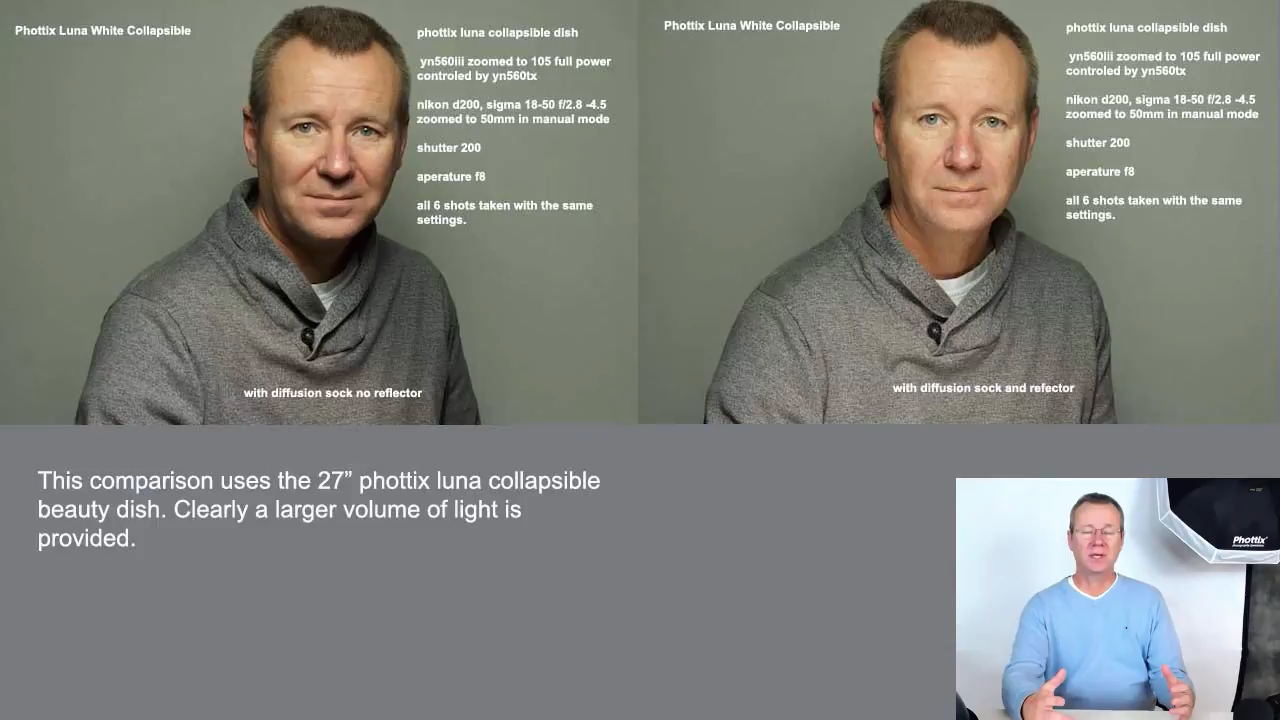 Phottix Luna White Collapsible
phottix luna collapsible dish
yn560iii zoomed to 105 full power
controled by yn560tx
nikon d200, sigma 18-50 f/2.8 -4.5
zoomed to 50mm in manual mode
shutter 200
aperature f8
all 6 shots taken with the same
settings.
with diffusion sock no reflector
Phottix Luna White Collapsible
phottix luna collapsible dish
yn560iii zoomed to 105 full power
controled by yn560tx
nikon d200, sigma 18-50 f/2.8 -4.5
zoomed to 50mm in manual mode
shutter 200
aperature f8
all 6 shots taken with the same
settings.
with diffusion sock and refector
This comparison uses the 27” phottix luna collapsible
beauty dish. Clearly a larger volume of light is
provided.
Phottix